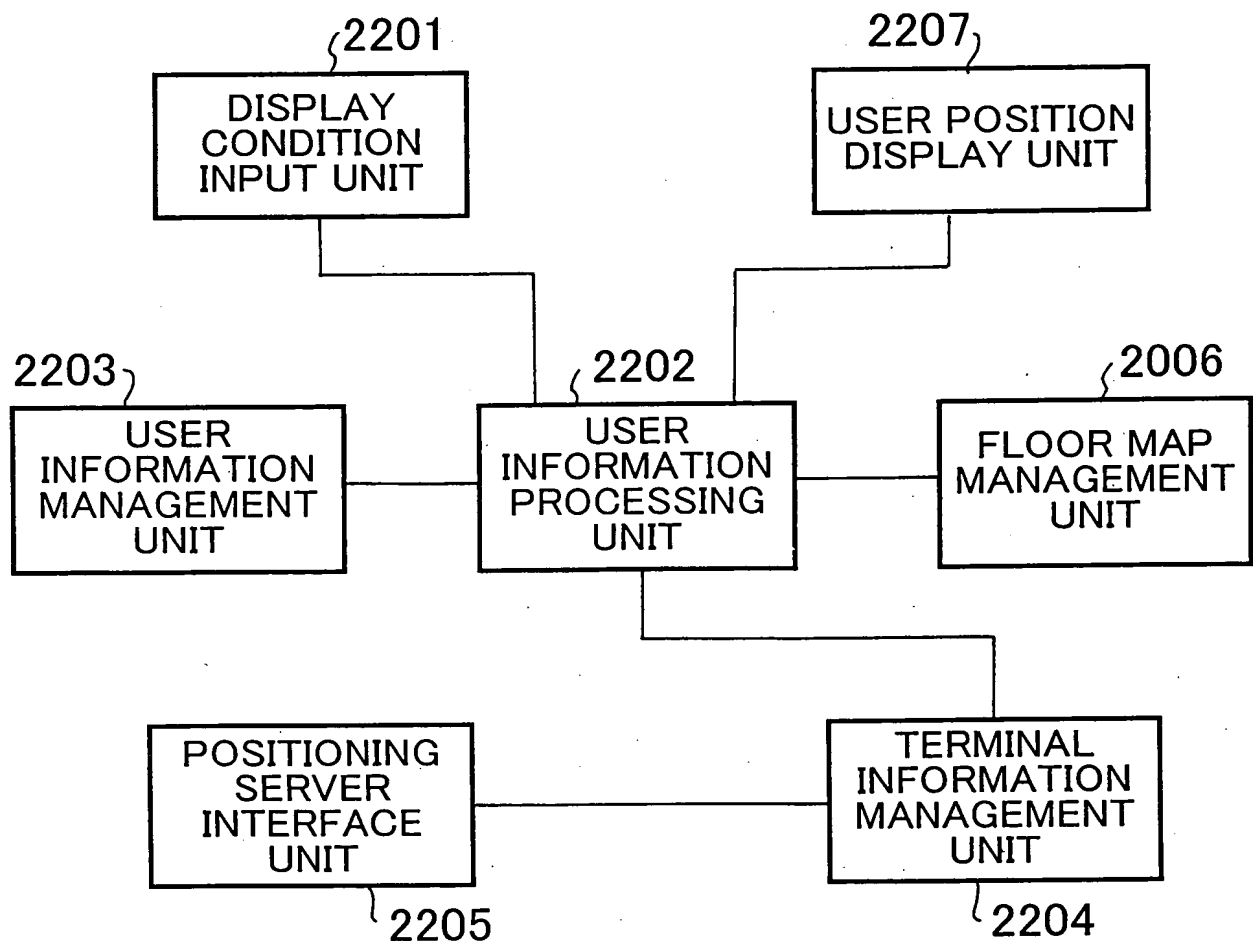 2201
DISPLAY
CONDITION
INPUT UNIT
2207
USER POSITION
DISPLAY UNIT
2203
USER
INFORMATION
MANAGEMENT
UNIT
2202
USER
INFORMATION
PROCESSING
UNIT
2006
FLOOR MAP
MANAGEMENT
UNIT
POSITIONING
SERVER
INTERFACE
UNIT
2205
TERMINAL
INFORMATION
MANAGEMENT
UNIT
2204